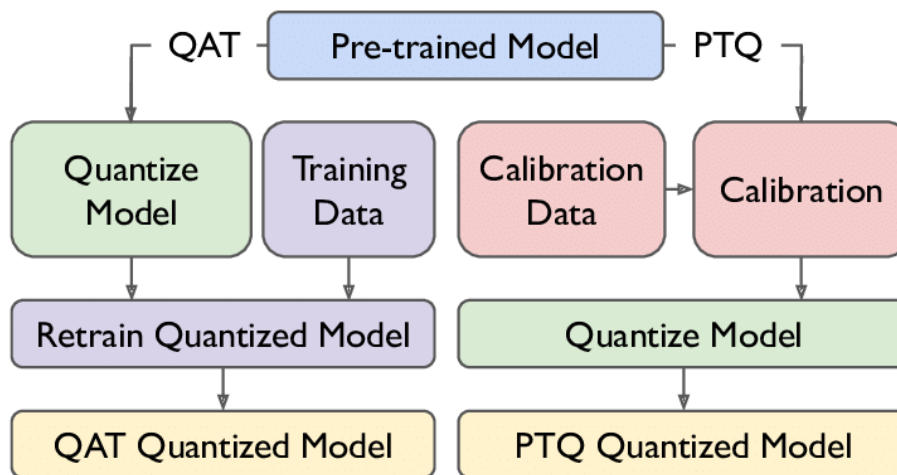 QAT
Pre-trained Model
PTQ
Quantize
Model
Training
Data
Calibration
Data
Calibration
Retrain Quantized Model
Quantize Model
QAT Quantized Model
PTQ Quantized Model